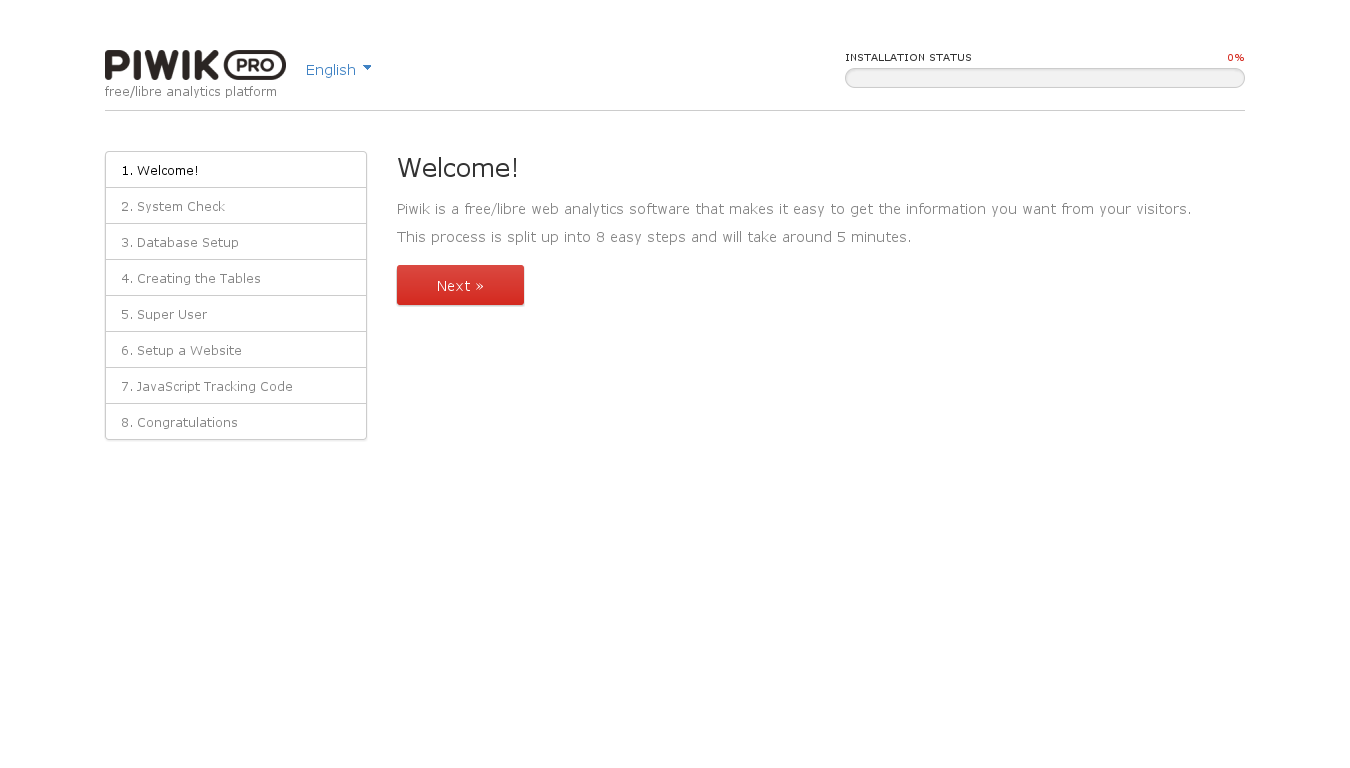 PIWIK PRO
free/libre analytics platform
English
INSTALLATION STATUS 0%
1. Welcome!
2. System Check
3. Database Setup
4. Creating the Tables
5. Super User
6. Setup a Website
7. JavaScript Tracking Code
8. Congratulations
Welcome!
Piwik is a free/libre web analytics software that makes it easy to get the information you want from your visitors.
This process is split up into 8 easy steps and will take around 5 minutes.
Next »